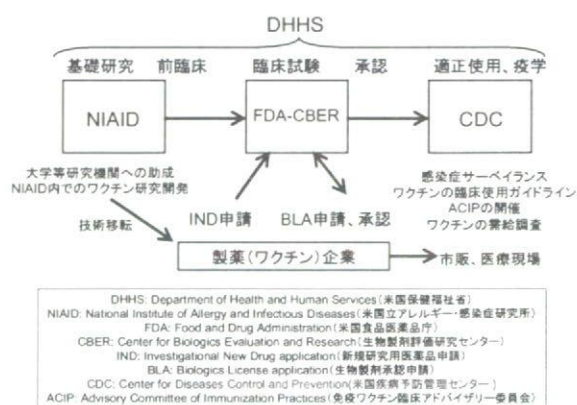 DHHS
基礎研究 前臨床 臨床試験 承認 適正使用、疫学
NIAID
FDA-CBER
CDC
大学等研究機関への助成
NIAID内でのワクチン研究開発
感染症サーベイランス
ワクチンの臨床使用ガイドライン
ACIPの開催
ワクチンの需給調査
技術移転
IND申請
BLA申請、承認
製薬(ワクチン)企業
市販、医療現場
DHHS: Department of Health and Human Services(米国保健福祉省)
NIAID: National Institute of Allergy and Infectious Diseases(米国立アレルギー・感染症研究所)
FDA: Food and Drug Administration(米国食品医薬品庁)
CBER: Center for Biologics Evaluation and Research(生物製剤評価研究センター)
IND: Investigational New Drug application(新規研究用医薬品申請)
BLA: Biologics License application(生物製剤承認申請)
CDC: Center for Diseases Control and Prevention(米国疾病予防管理センター)
ACIP: Advisory Committee of Immunization Practices(免疫ワクチン臨床アドバイザリー委員会)